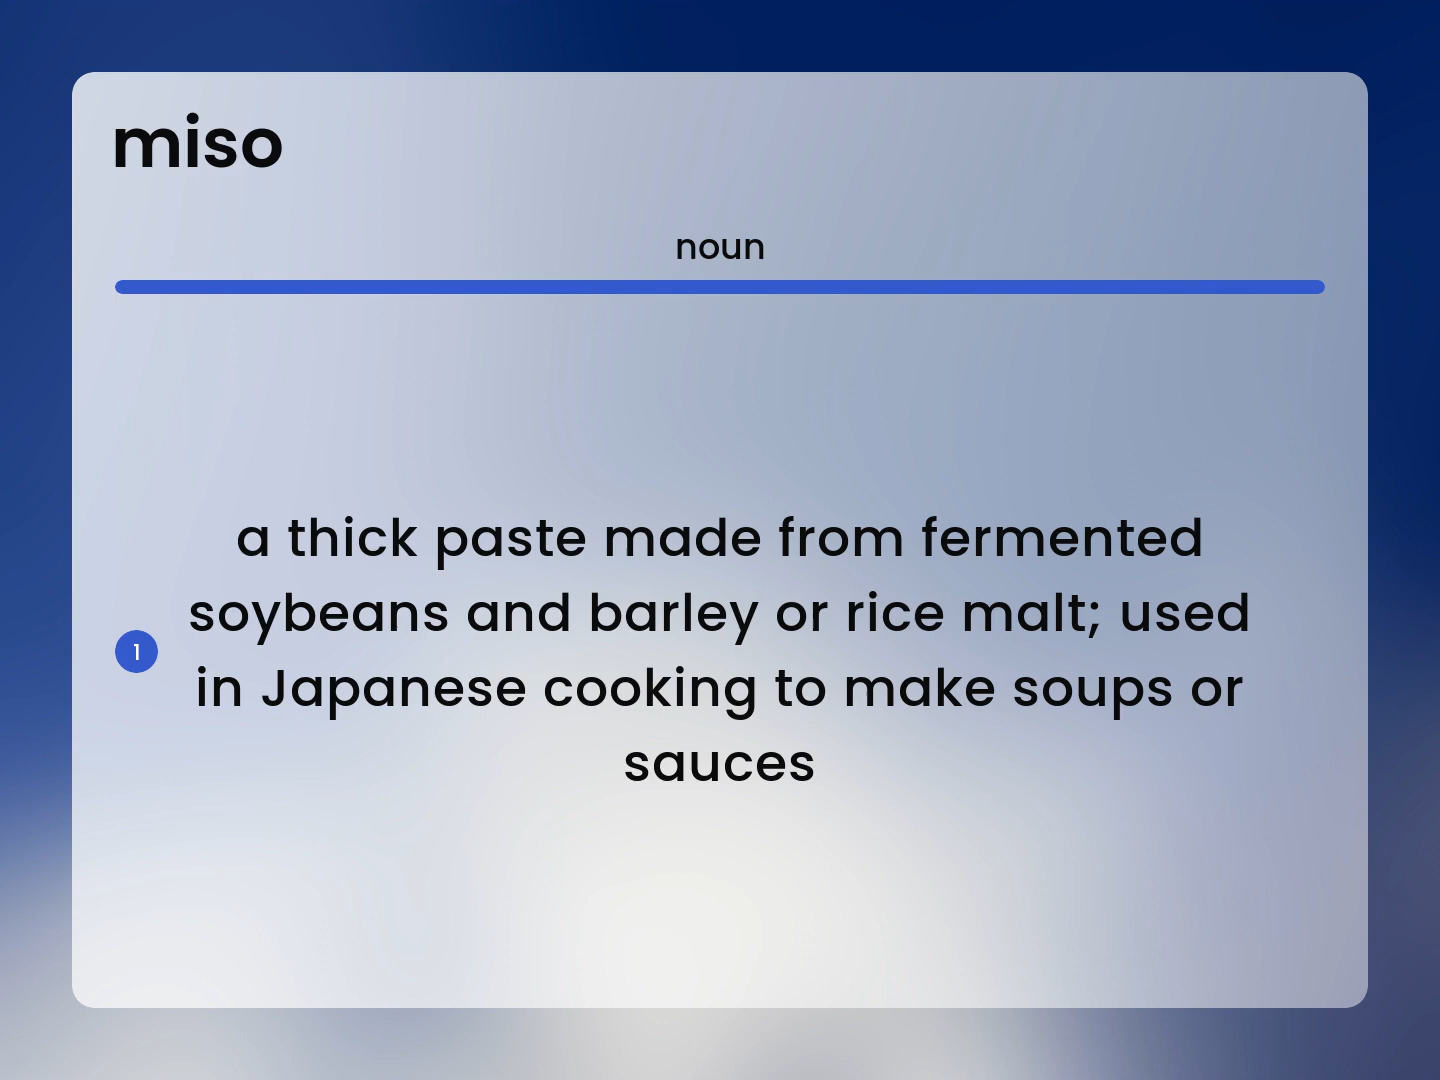 miso
noun
a thick paste made from fermented
soybeans and barley or rice malt; used
1
in Japanese cooking to make soups or
sauces